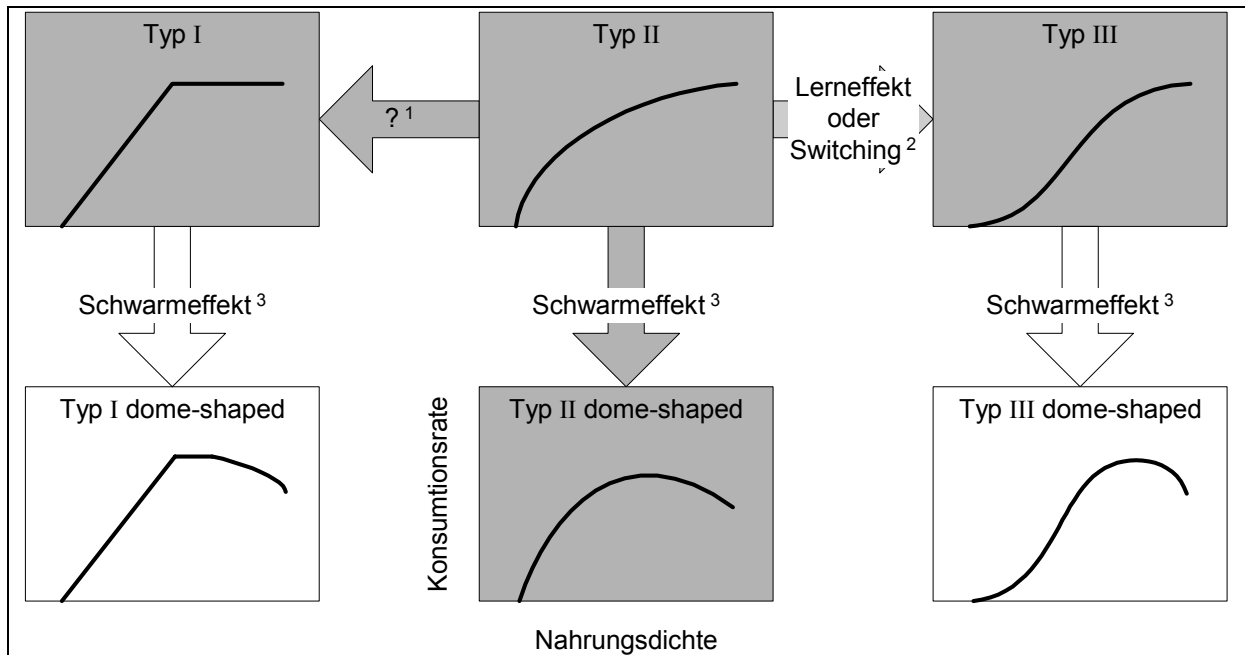 Typ I
Typ II
Typ III
? 1
Lerneffekt
oder
Switching 2
Schwarmeffekt 3
Schwarmeffekt 3
Schwarmeffekt 3
Typ I dome-shaped
Typ II dome-shaped
Typ III dome-shaped
Konsumtionsrate
Nahrungsdichte